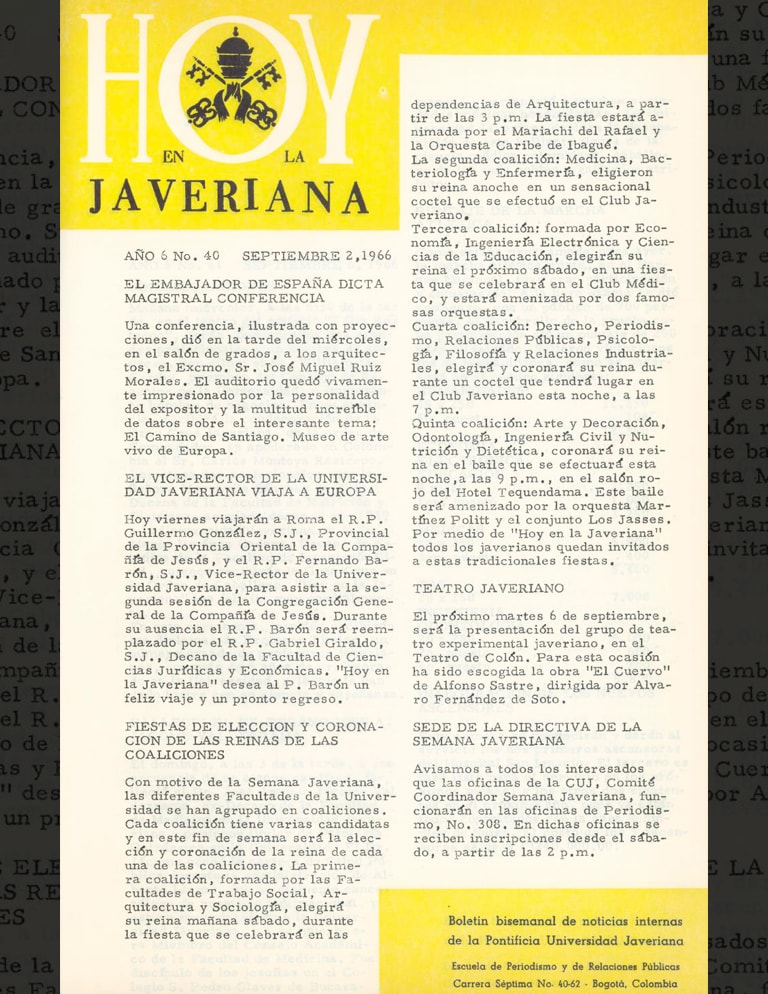 HOY
EN LA
JAVERIANA
AÑO 6 No. 40 SEPTIEMBRE 2,1966
EL EMBAJADOR DE ESPAÑA DICTA
MAGISTRAL CONFERENCIA
Una conferencia, ilustrada con proyec-
ciones, dió en la tarde del miércoles,
en el salón de grados, a los arquitec-
tos, el Excmo. Sr. José Miguel Ruiz
Morales. El auditorio quedó vivamen-
te impresionado por la personalidad
del expositor y la multitud increíble
de datos sobre el interesante tema:
El Camino de Santiago. Museo de arte
vivo de Europa.
EL VICE-RECTOR DE LA UNIVERSI-
DAD JAVERIANA VIAJA A EUROPA
Hoy viernes viajarán a Roma el R.P.
Guillermo González, S.J., Provincial
de la Provincia Oriental de la Compa-
ñía de Jesús, y el R.P. Fernando Ba-
rón, S.J., Vice-Rector de la Univer-
sidad Javeriana, para asistir a la se-
gunda sesión de la Congregación Gene-
ral de la Compañía de Jesús. Durante
su ausencia el R.P. Barón será reem-
plazado por el R.P. Gabriel Giraldo,
S.J., Decano de la Facultad de Cien-
cias Jurídicas y Económicas. "Hoy en
la Javeriana" desea al P. Barón un
feliz viaje y un pronto regreso.
FIESTAS DE ELECCION Y CORONA-
CION DE LAS REINAS DE LAS
COALICIONES
Con motivo de la Semana Javeriana,
las diferentes Facultades de la Univer-
sidad se han agrupado en coaliciones.
Cada coalición tiene varias candidatas
y en este fin de semana será la elec-
ción y coronación de la reina de cada
una de las coaliciones. La prime-
ra coalición, formada por las Fa-
cultades de Trabajo Social, Ar-
quitectura y Sociología, elegirá
su reina mañana sábado, durante
la fiesta que se celebrará en las
dependencias de Arquitectura, a par-
tir de las 3 p.m. La fiesta estará a-
nimada por el Mariachi del Rafael y
la Orquesta Caribe de Ibagué.
La segunda coalición: Medicina, Bac-
teriología y Enfermería, eligieron
su reina anoche en un sensacional
coctel que se efectuó en el Club Ja-
veriano.
Tercera coalición: formada por Eco-
nomía, Ingeniería Electrónica y Cien-
cias de la Educación, elegirán su
reina el próximo sábado, en una fies-
ta que se celebrará en el Club Médi-
co, y estará amenizada por dos famo-
sas orquestas.
Cuarta coalición: Derecho, Periodis-
mo, Relaciones Públicas, Psicolo-
gía, Filosofía y Relaciones Industria-
les, elegirá y coronará su reina du-
rante un coctel que tendrá lugar en
el Club Javeriano esta noche, a las
7 p.m.
Quinta coalición: Arte y Decoración,
Odontología, Ingeniería Civil y Nu-
trición y Dietética, coronará su rei-
na en el baile que se efectuará esta
noche,a las 9 p.m., en el salón ro-
jo del Hotel Tequendama. Este baile
será amenizado por la orquesta Mar-
tínez Politt y el conjunto Los Jasses.
Por medio de "Hoy en la Javeriana"
todos los javerianos quedan invitados
a estas tradicionales fiestas.
TEATRO JAVERIANO
El próximo martes 6 de septiembre,
será la presentación del grupo de tea-
tro experimental javeriano, en el
Teatro de Colón. Para esta ocasión
ha sido escogida la obra "El Cuervo"
de Alfonso Sastre, dirigida por Alva-
ro Fernández de Soto.
SEDE DE LA DIRECTIVA DE LA
SEMANA JAVERIANA
Avisamos a todos los interesados
que las oficinas de la CUJ, Comité
Coordinador Semana Javeriana, fun-
cionarán en las oficinas de Periodis-
mo, No. 308. En dichas oficinas se
reciben inscripciones desde el sába-
do, a partir de las 2 p.m.
Boletin bisemanal de noticias internas
de la Pontificia Universidad Javeriana
Escuela de Periodismo y de Relaciones Públicas
Carrera Séptima No. 40-62 - Bogotá, Colombia